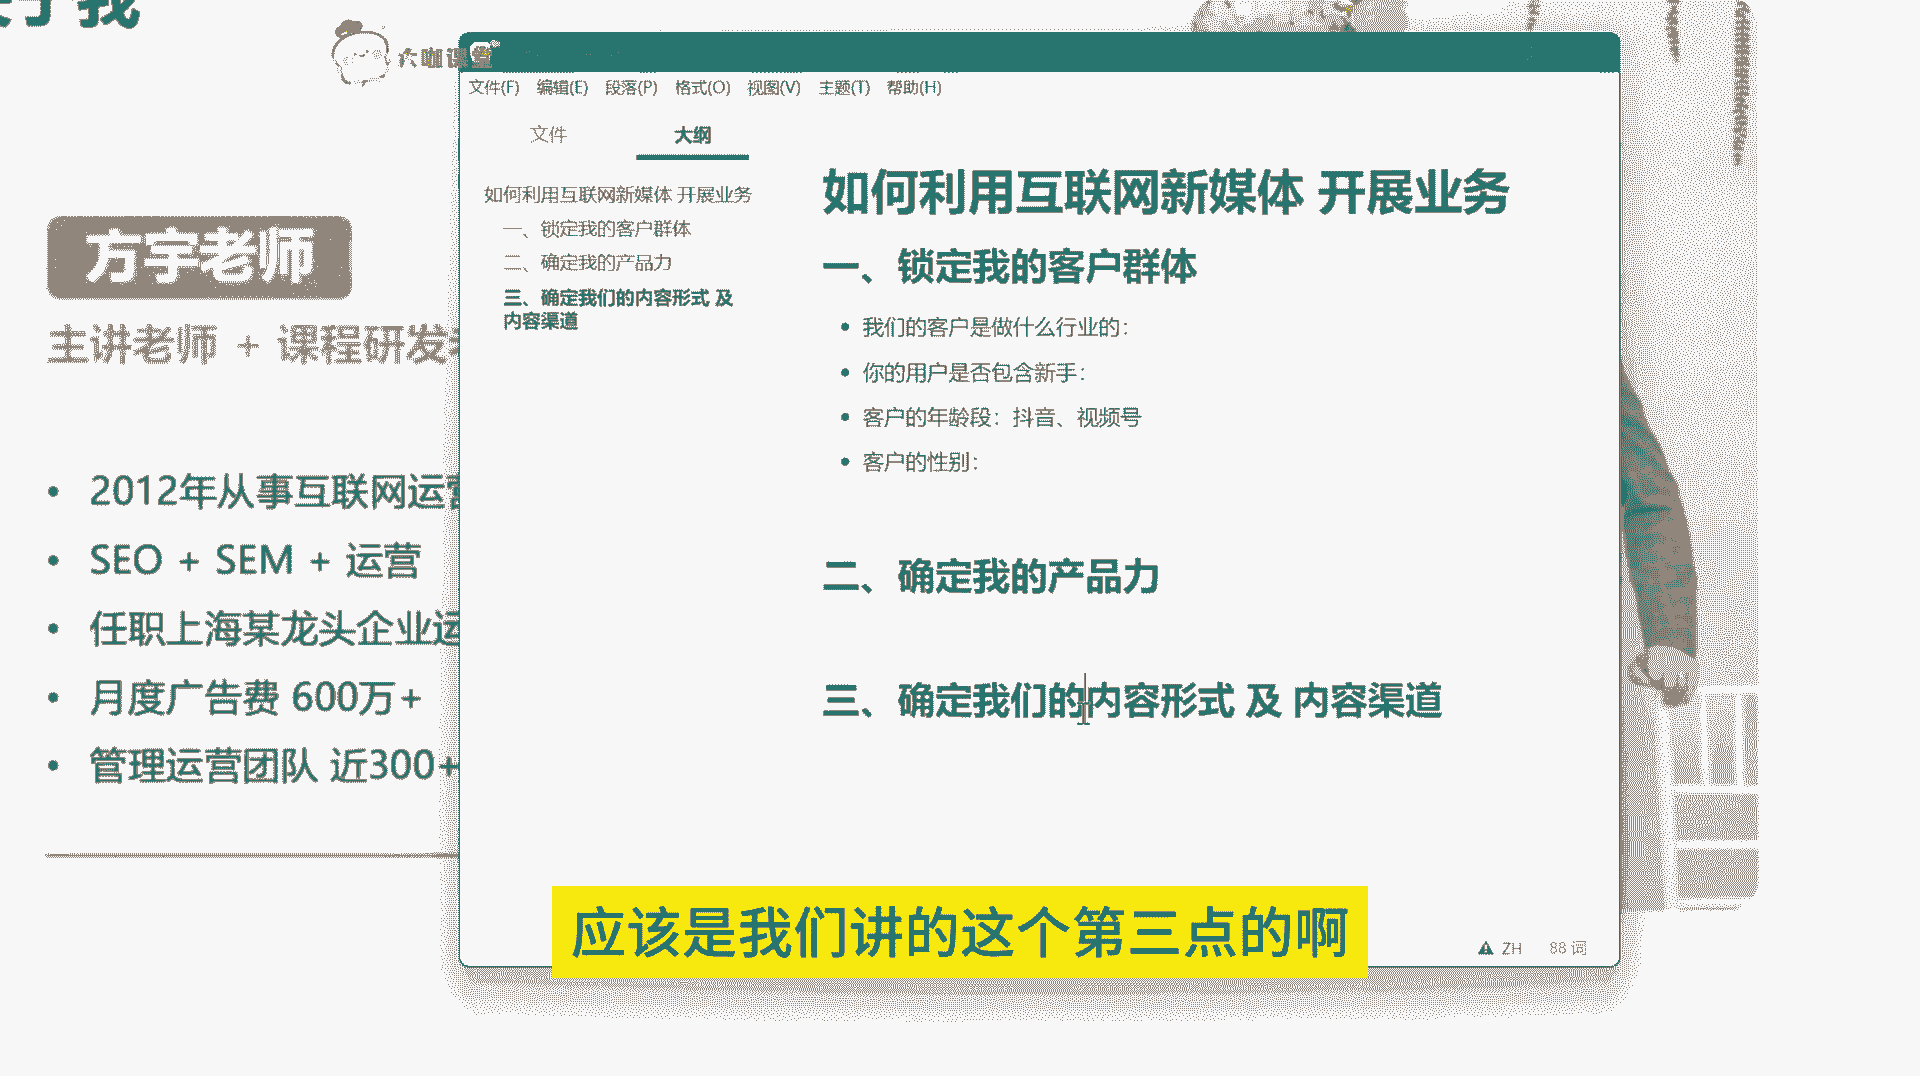 我
大咖课堂
文件(F) 编辑(E) 段落(P) 格式(O) 视图(V) 主题(T) 帮助(H)
文件 大纲
如何利用互联网新媒体 开展业务
一、锁定我的客户群体
二、确定我的产品力
三、确定我们的内容形式 及
内容渠道
如何利用互联网新媒体 开展业务
一、锁定我的客户群体
• 我们的客户是做什么行业的：
• 你的用户是否包含新手：
• 客户的年龄段：抖音、视频号
• 客户的性别：
二、确定我的产品力
三、确定我们的内容形式 及 内容渠道
方宇老师
主讲老师 + 课程研发
• 2012年从事互联网运营
• SEO + SEM + 运营
• 任职上海某龙头企业运
• 月度广告费 600万+
• 管理运营团队 近300+
应该是我们讲的这个第三点的啊
ZH 88 词